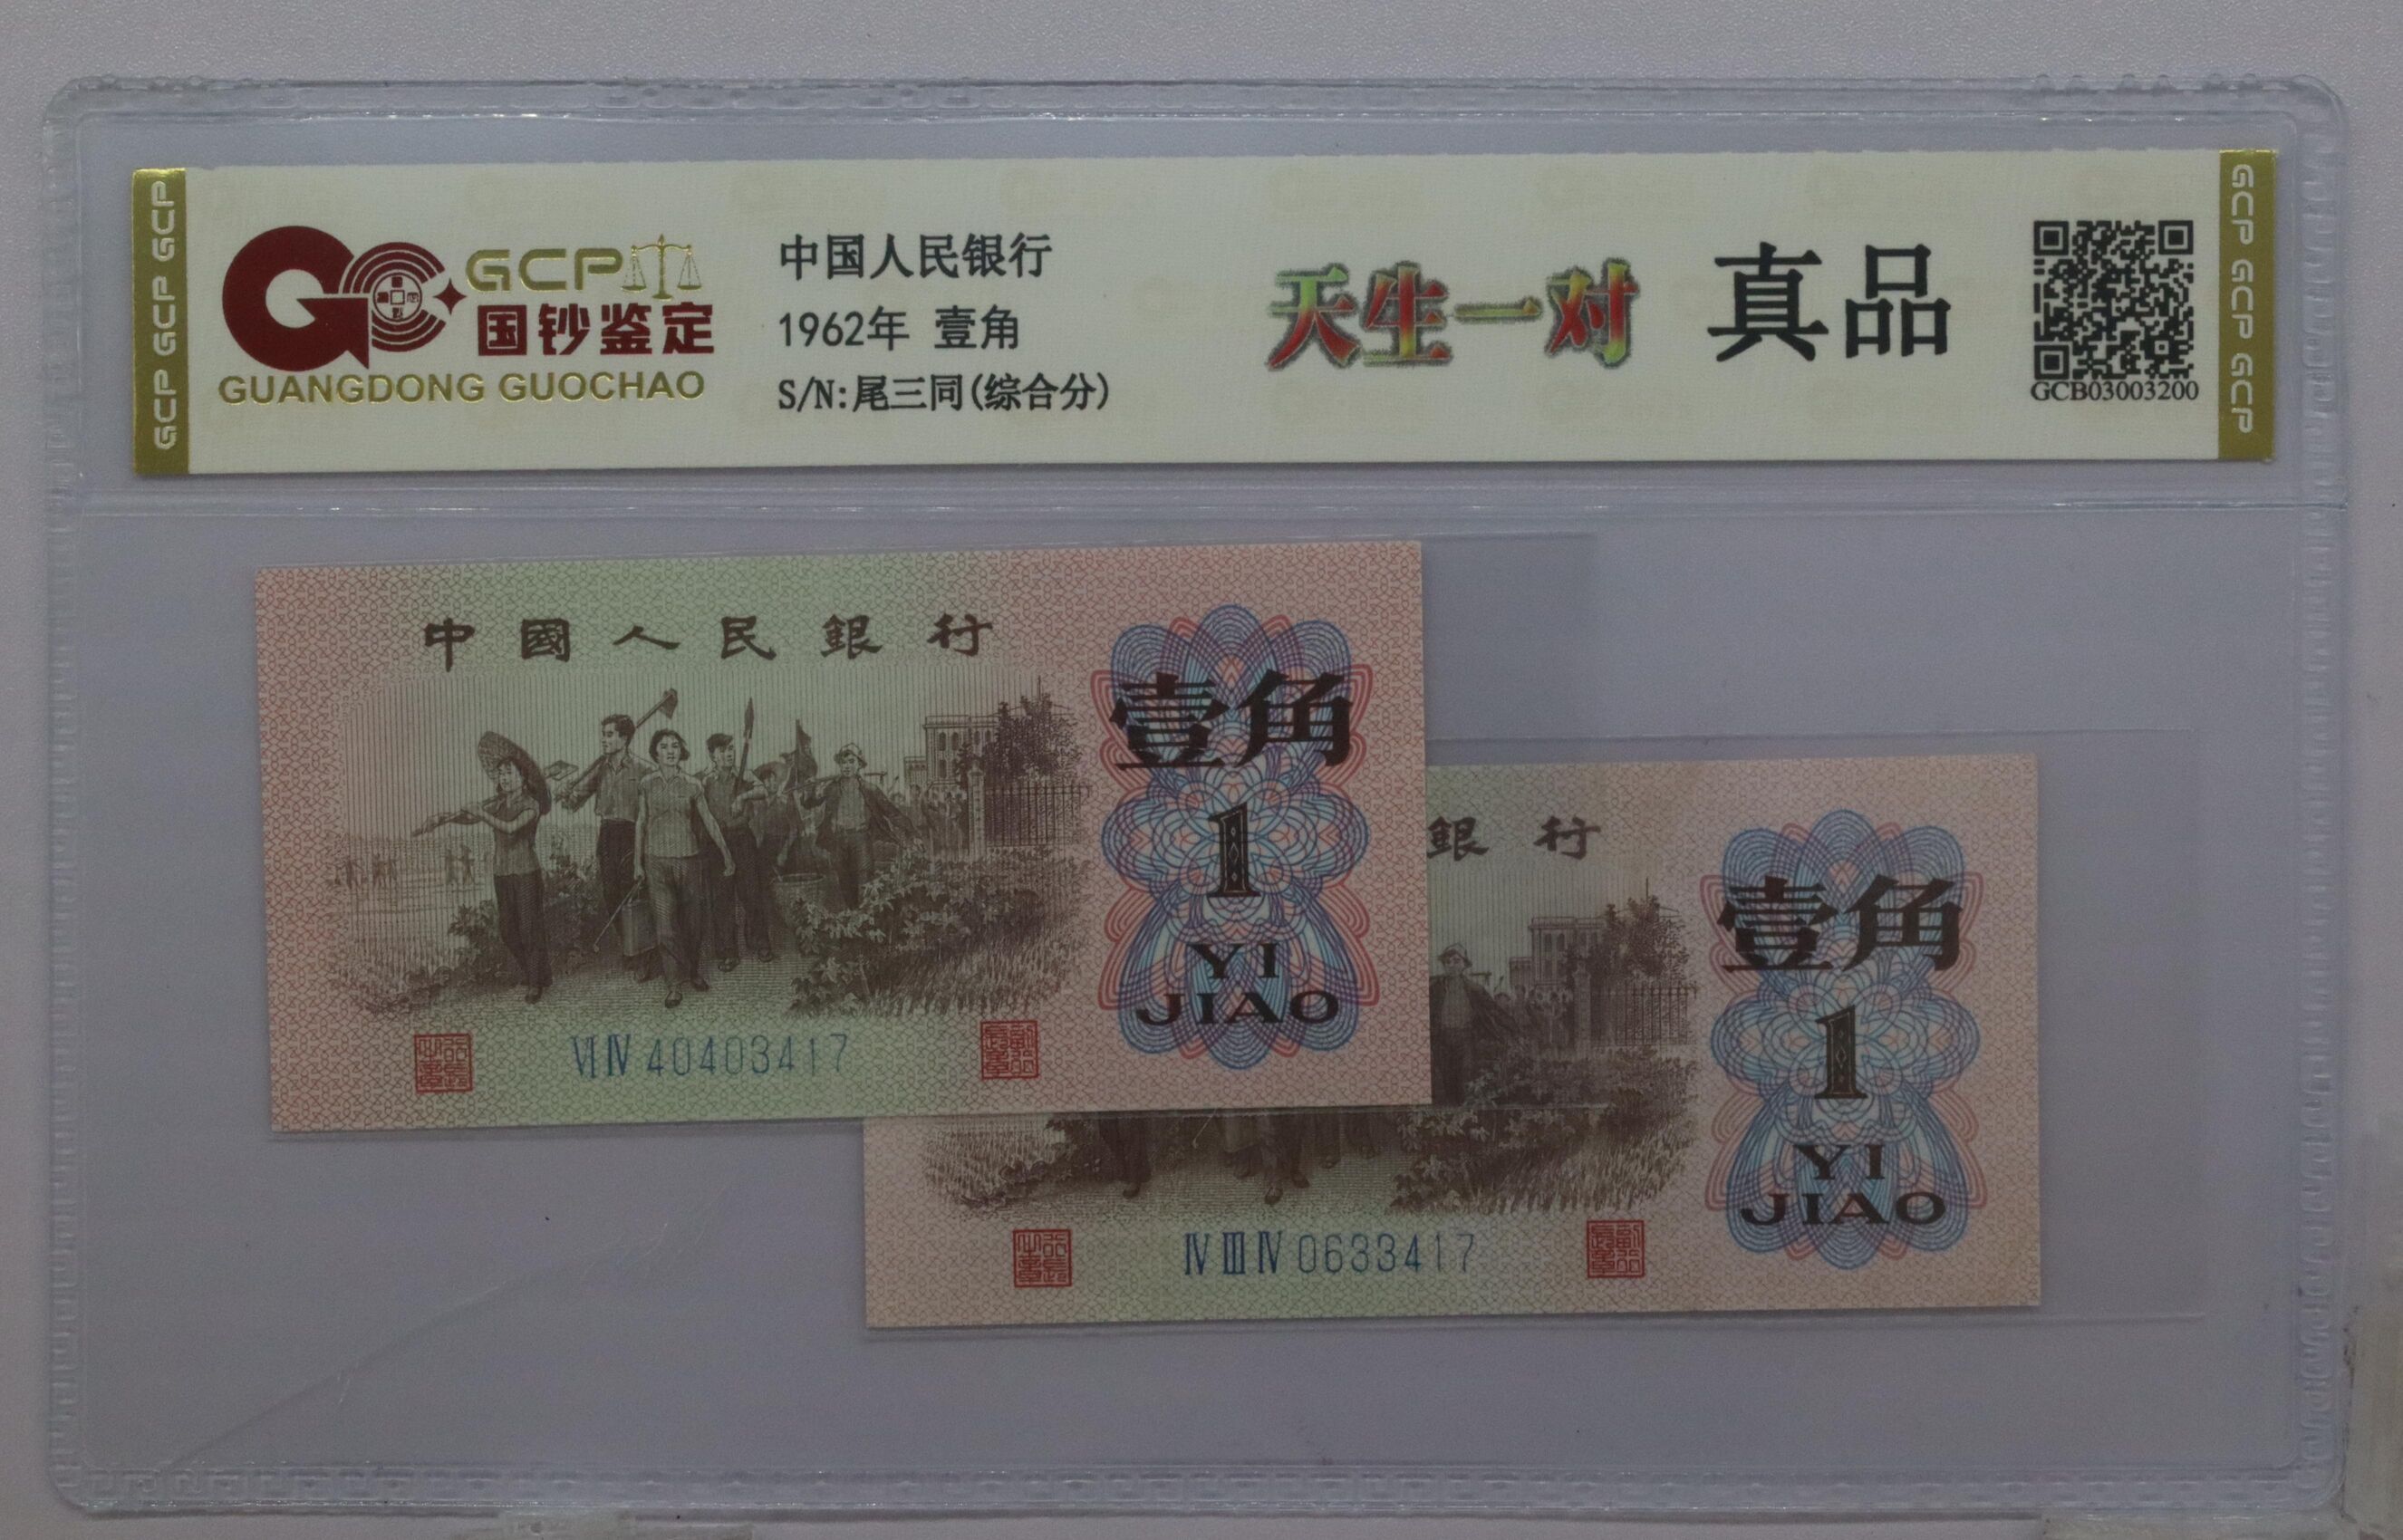 GCP GCP GCP
GCP
国钞鉴定
GUANGDONG GUOCHAO
中国人民银行
1962年 壹角
S/N:尾三同(综合分)
天生一对
真品
GCB03003200
GCP GCP GCP
中國人民銀行
壹角
1
YI
JIAO
ⅥⅣ 40403417
銀行
壹角
1
YI
JIAO
ⅣⅢⅣ 0633417